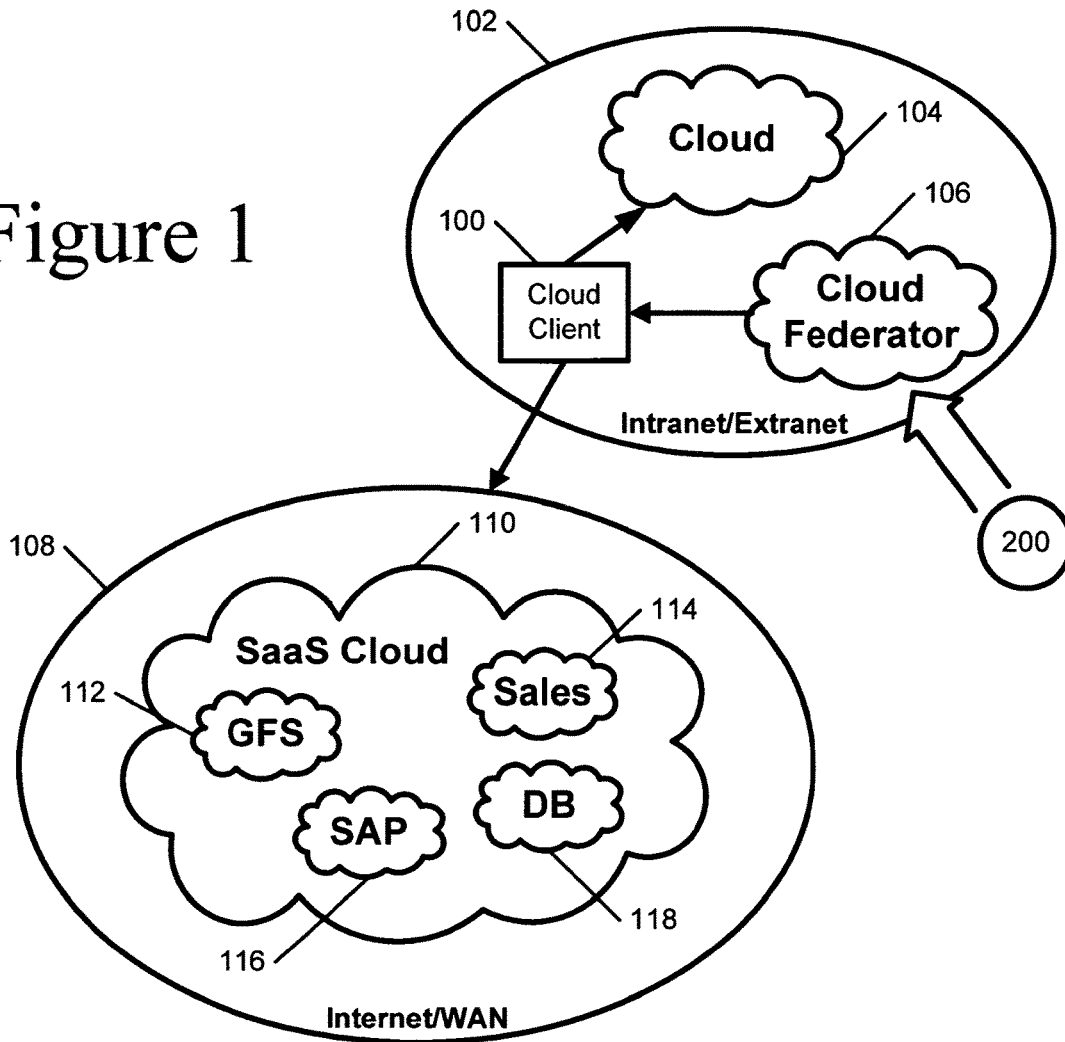 102
Cloud
104
Figure 1
100
106
Cloud
Client
Cloud
Federator
Intranet/Extranet
200
110
108
114
SaaS Cloud
Sales
112
GFS
DB
SAP
118
116
Internet/WAN